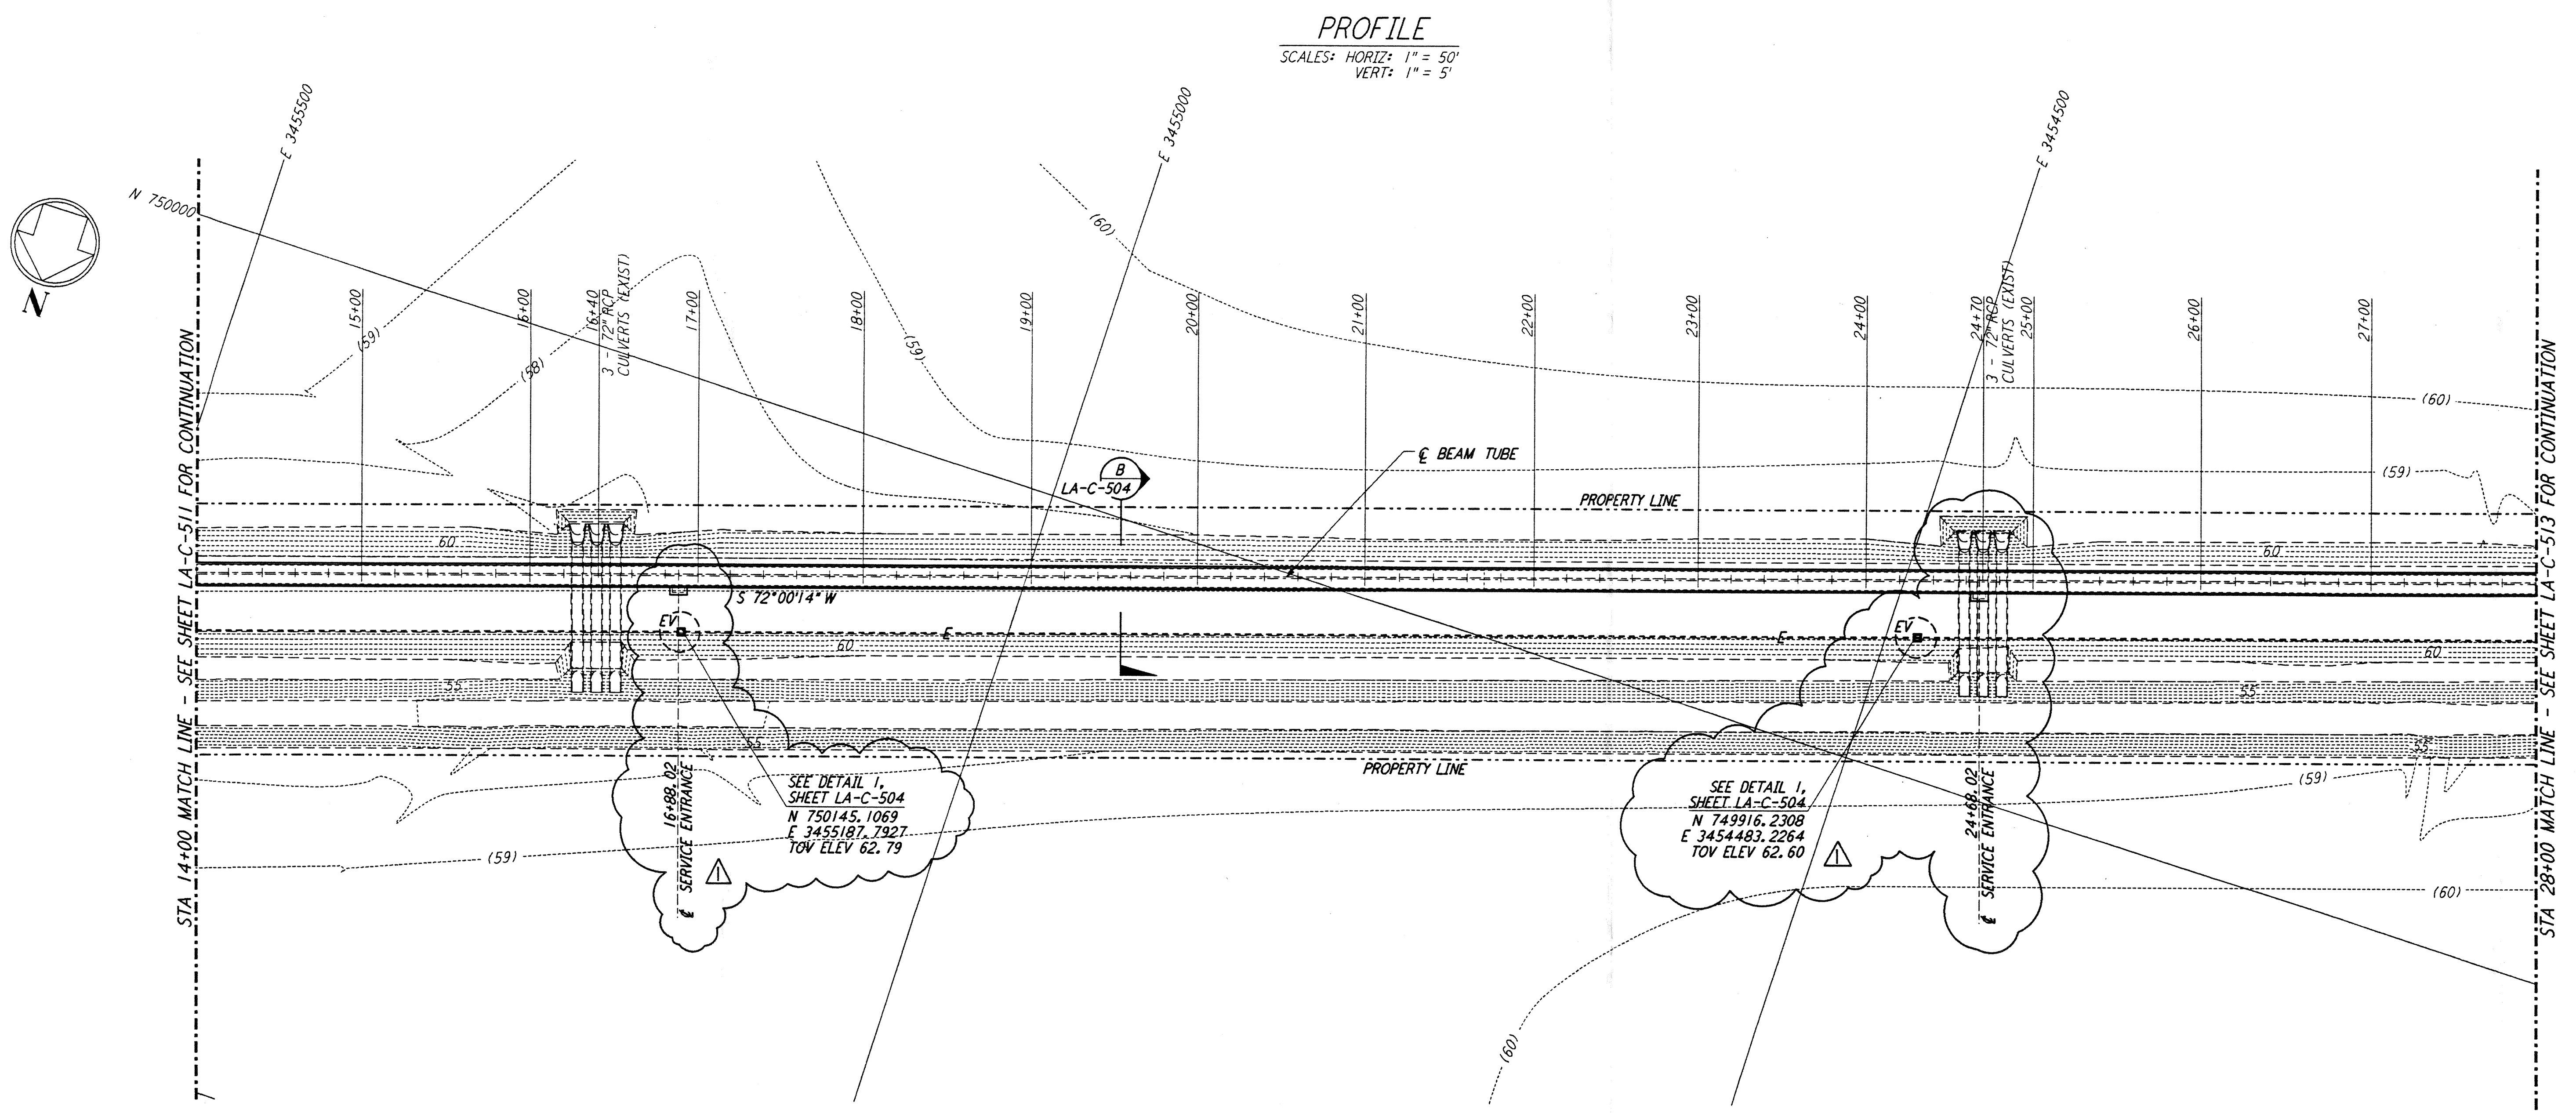 PROFILE
SCALES: HORIZ: 1" = 50'
VERT: 1" = 5'
E 3455500
E 3455000
E 3454500
N 750000
N
15+00
16+00
16+40
3 - 72" RCP
CULVERTS (EXIST)
17+00
18+00
19+00
20+00
21+00
22+00
23+00
24+00
24+70
3 - 72" RCP
CULVERTS (EXIST)
25+00
26+00
27+00
(60)
(59)
(58)
(59)
(60)
(59)
STA 14+00 MATCH LINE - SEE SHEET LA-C-511 FOR CONTINUATION
STA 28+00 MATCH LINE - SEE SHEET LA-C-513 FOR CONTINUATION
℄ BEAM TUBE
B
LA-C-504
PROPERTY LINE
60
60
S 72°00'14" W
EV
E
E
EV
60
60
55
55
55
55
PROPERTY LINE
16+88.02
℄ SERVICE ENTRANCE
SEE DETAIL 1,
SHEET LA-C-504
N 750145.1069
E 3455187.7927
TOV ELEV 62.79
1
SEE DETAIL 1,
SHEET LA-C-504
N 749916.2308
E 3454483.2264
TOV ELEV 62.60
1
24+68.02
℄ SERVICE ENTRANCE
(59)
(59)
(60)
(60)